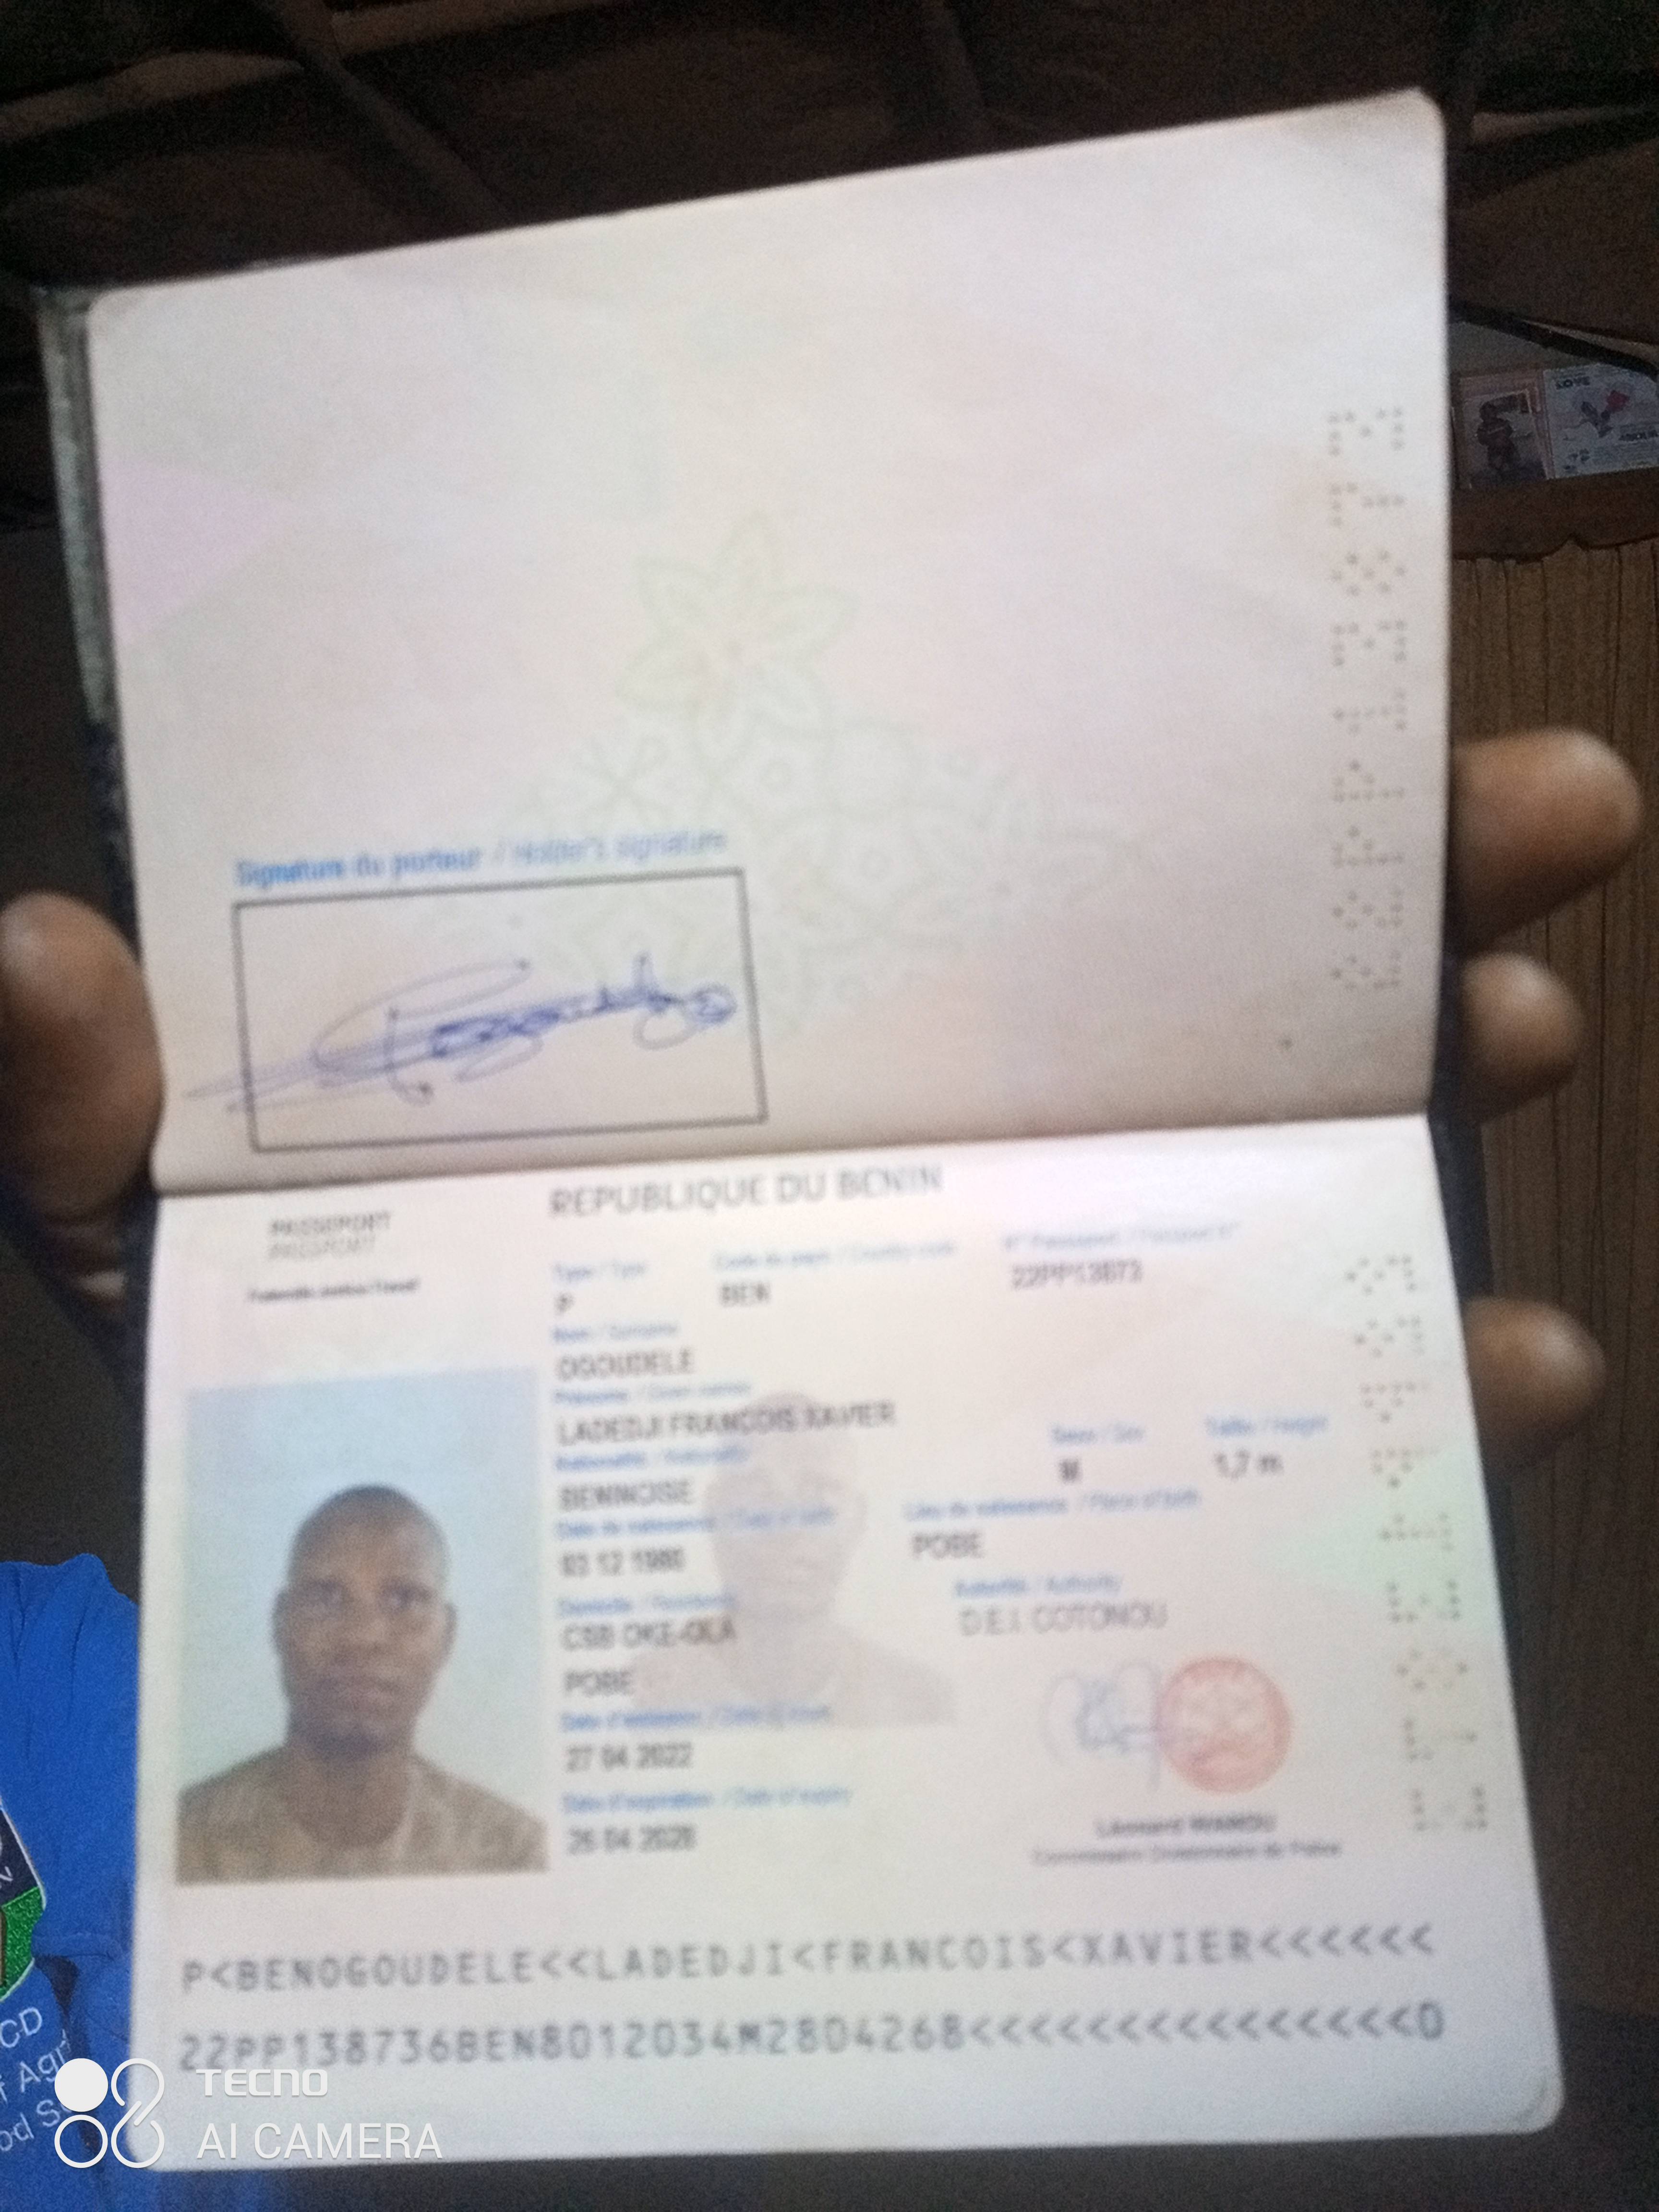 LOVE
Signature du porteur / Holder's signature
REPUBLIQUE DU BENIN
PASSEPORT
PASSPORT
Type / Type
Code du pays / Country code
N° Passeport / Passport N°
P
BEN
22PP13873
Nom / Surname
OGOUDELE
Prénoms / Given names
LADEDJI FRANCOIS XAVIER
Sexe / Sex
Taille / Height
Nationalité / Nationality
M
1,7 m
BENINOISE
Date de naissance / Date of birth
Lieu de naissance / Place of birth
03 12 1980
POBE
Domicile / Residence
Autorité / Authority
CSB OKE-OLA
D.E.I. COTONOU
POBE
Date d'émission / Date of issue
27 04 2022
Date d'expiration / Date of expiry
26 04 2028
Commissaire Divisionnaire de Police
P<BENOGOUDELE<<LADEDJI<FRANCOIS<XAVIER<<<<<<
22PP138736BEN8012034M2804268<<<<<<<<<<<<<<<0
CD
TECNO
AI CAMERA